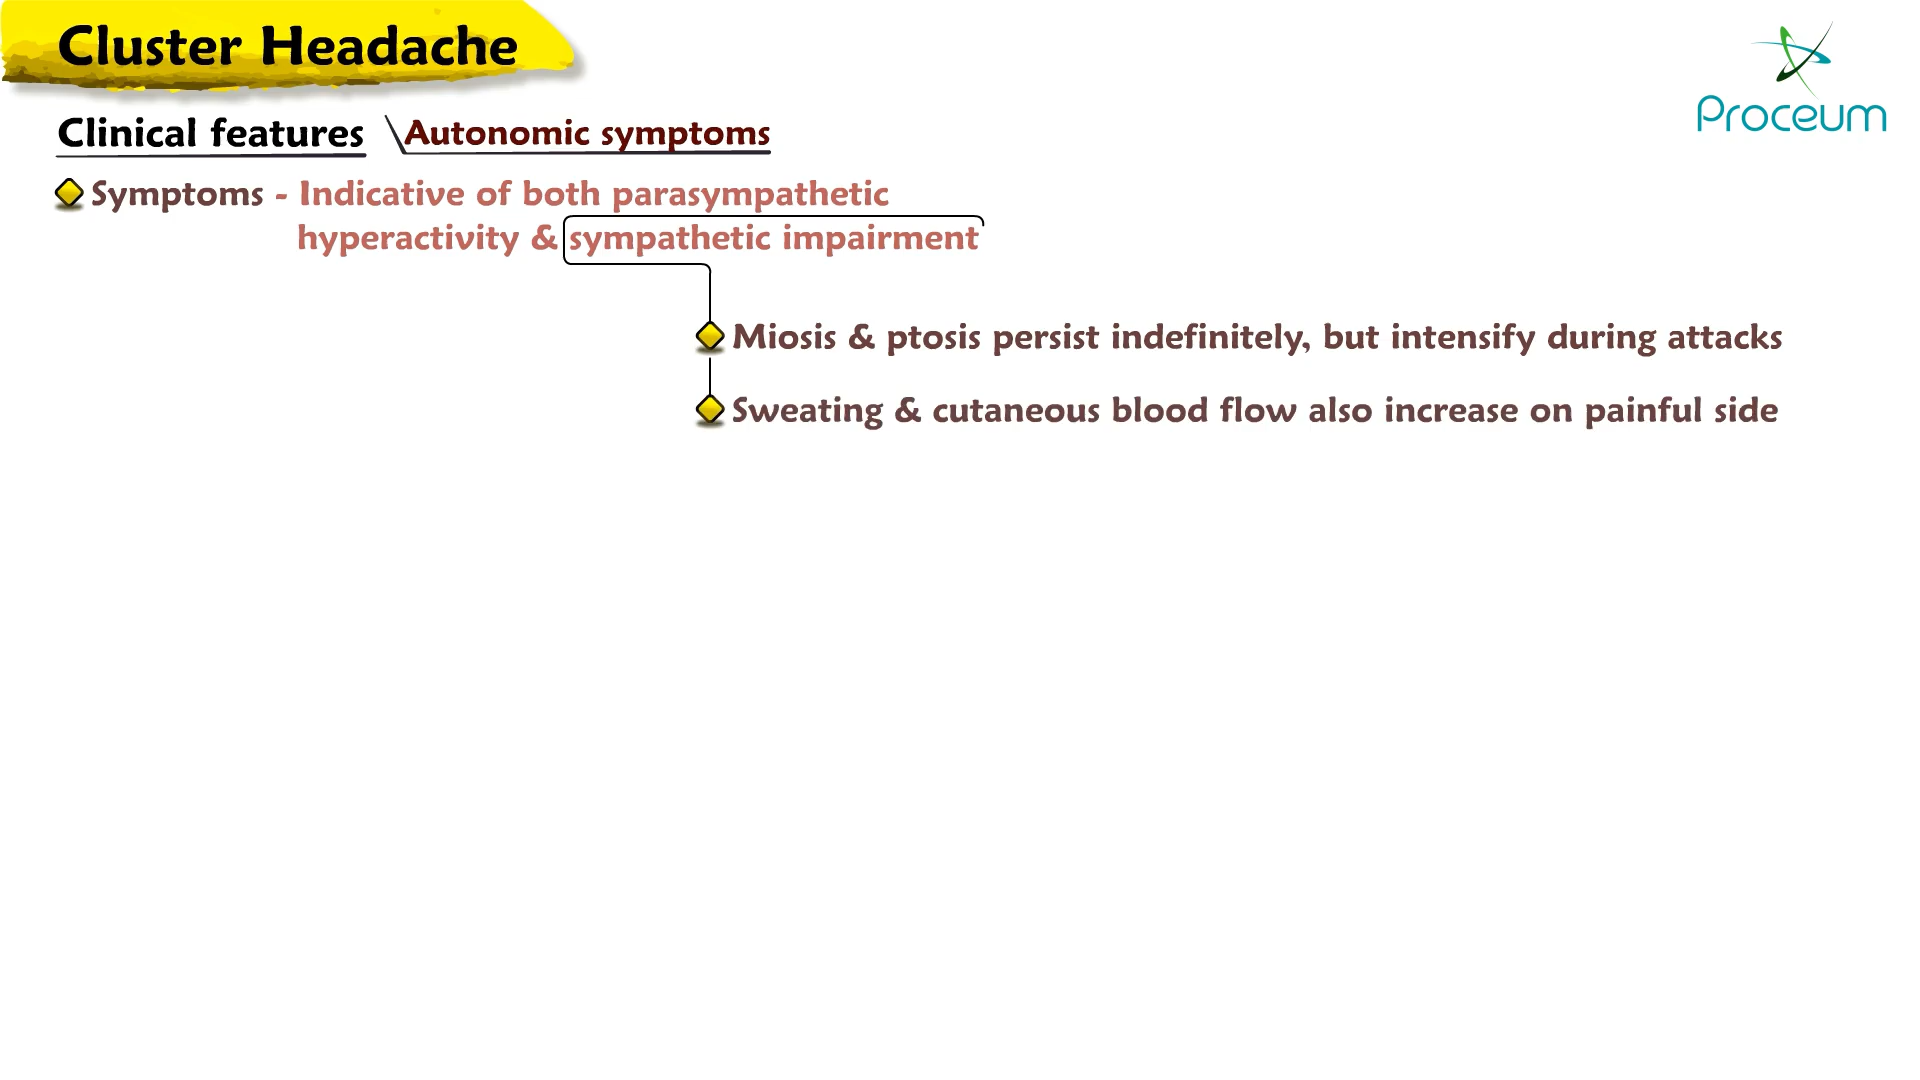 Cluster Headache
Proceum
Clinical features
Autonomic symptoms
Symptoms - Indicative of both parasympathetic
hyperactivity & sympathetic impairment
Miosis & ptosis persist indefinitely, but intensify during attacks
Sweating & cutaneous blood flow also increase on painful side